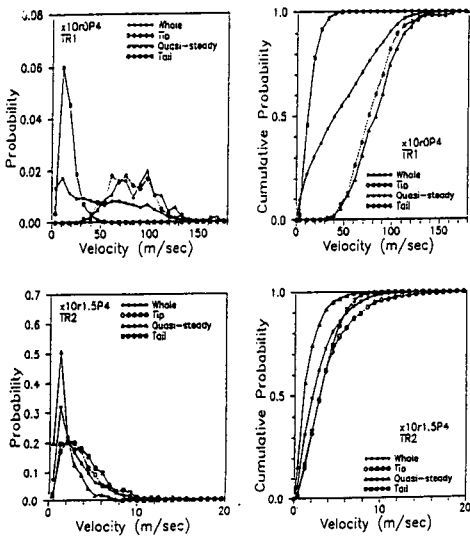 x10r0P4
TR1
Whole
Tip
Quasi-steady
Tail
Probability
0.08
0.06
0.04
0.02
0.00
0
50
100
150
Velocity (m/sec)
Cumulative Probability
1.0
0.5
0.0
x10r0P4
TR1
Whole
Tip
Quasi-steady
Tail
0
50
100
150
Velocity (m/sec)
x10r1.5P4
TR2
Whole
Tip
Quasi-steady
Tail
Probability
0.7
0.6
0.5
0.4
0.3
0.2
0.1
0.0
0
10
20
Velocity (m/sec)
Cumulative Probability
1.0
0.5
0.0
x10r1.5P4
TR2
Whole
Tip
Quasi-steady
Tail
0
10
20
Velocity (m/sec)